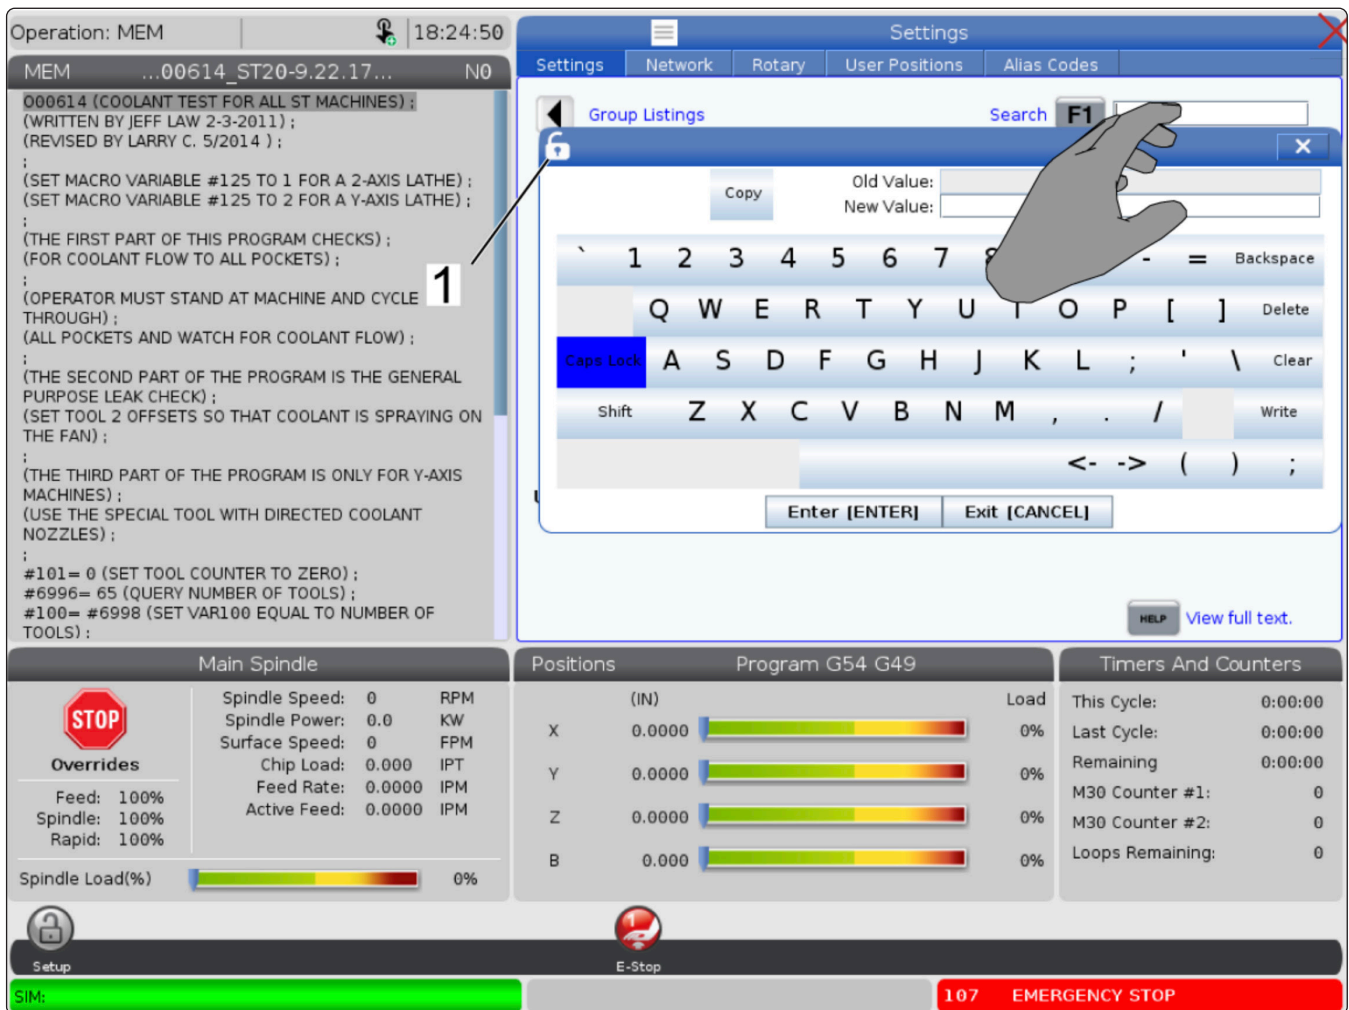 Operation: MEM
18:24:50
MEM ...00614_ST20-9.22.17... N0
O00614 (COOLANT TEST FOR ALL ST MACHINES) ;
(WRITTEN BY JEFF LAW 2-3-2011) ;
(REVISED BY LARRY C. 5/2014 ) ;
;
(SET MACRO VARIABLE #125 TO 1 FOR A 2-AXIS LATHE) ;
(SET MACRO VARIABLE #125 TO 2 FOR A Y-AXIS LATHE) ;
;
(THE FIRST PART OF THIS PROGRAM CHECKS) ;
(FOR COOLANT FLOW TO ALL POCKETS) ;
;
(OPERATOR MUST STAND AT MACHINE AND CYCLE
THROUGH) ;
(ALL POCKETS AND WATCH FOR COOLANT FLOW) ;
;
(THE SECOND PART OF THE PROGRAM IS THE GENERAL
PURPOSE LEAK CHECK) ;
(SET TOOL 2 OFFSETS SO THAT COOLANT IS SPRAYING ON
THE FAN) ;
;
(THE THIRD PART OF THE PROGRAM IS ONLY FOR Y-AXIS
MACHINES) ;
(USE THE SPECIAL TOOL WITH DIRECTED COOLANT
NOZZLES) ;
;
#101= 0 (SET TOOL COUNTER TO ZERO) ;
#6996= 65 (QUERY NUMBER OF TOOLS) ;
#100= #6998 (SET VAR100 EQUAL TO NUMBER OF
TOOLS) ;
1
Settings
Settings Network Rotary User Positions Alias Codes
Group Listings Search F1
X
Copy Old Value:
New Value:
` 1 2 3 4 5 6 7 - = Backspace
Q W E R T Y U I O P [ ] Delete
Caps Lock A S D F G H J K L ; ' \ Clear
Shift Z X C V B N M , . / Write
<- -> ( ) ;
Enter [ENTER] Exit [CANCEL]
HELP View full text.
Main Spindle
STOP
Overrides
Feed: 100%
Spindle: 100%
Rapid: 100%
Spindle Speed: 0 RPM
Spindle Power: 0.0 KW
Surface Speed: 0 FPM
Chip Load: 0.000 IPT
Feed Rate: 0.0000 IPM
Active Feed: 0.0000 IPM
Spindle Load(%) 0%
Positions Program G54 G49
(IN) Load
X 0.0000 0%
Y 0.0000 0%
Z 0.0000 0%
B 0.000 0%
Timers And Counters
This Cycle: 0:00:00
Last Cycle: 0:00:00
Remaining 0:00:00
M30 Counter #1: 0
M30 Counter #2: 0
Loops Remaining: 0
Setup
1
E-Stop
SIM:
107 EMERGENCY STOP